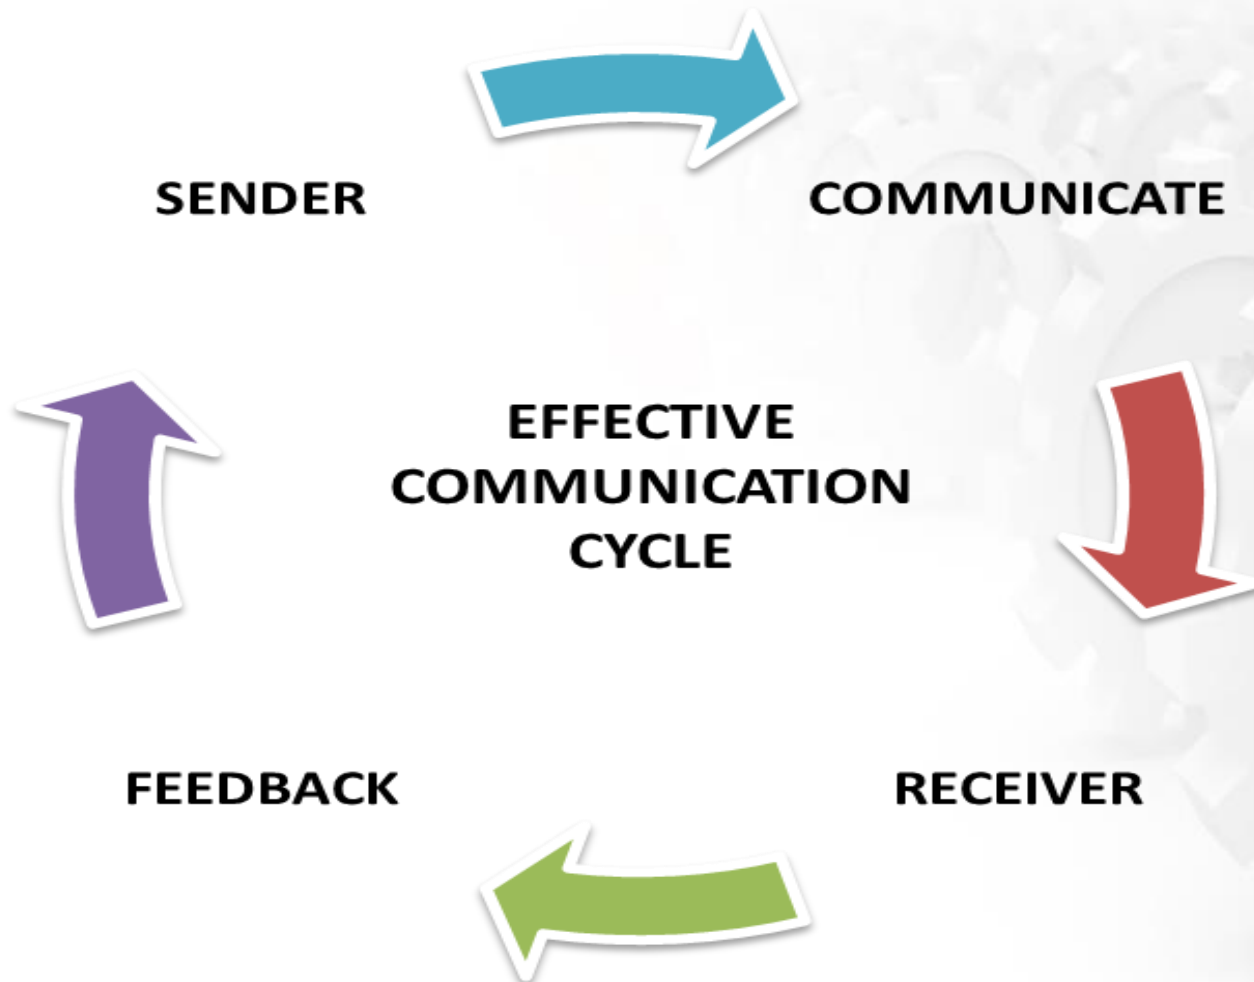 SENDER
COMMUNICATE
EFFECTIVE
COMMUNICATION
CYCLE
FEEDBACK
RECEIVER